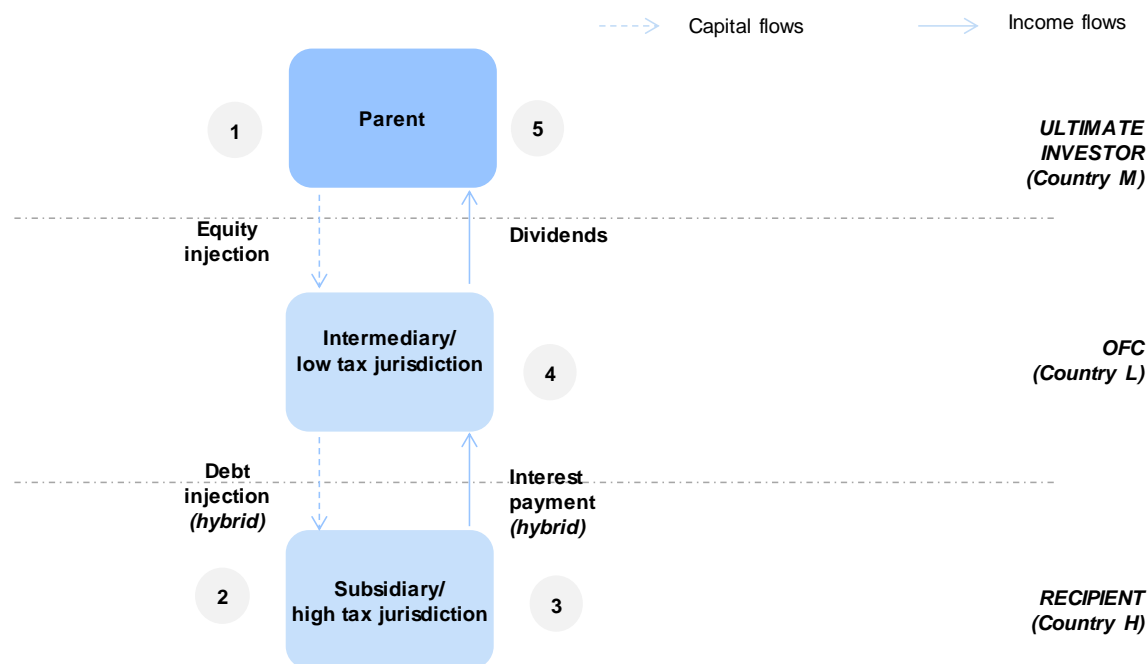 Capital flows
Income flows
Parent
1
5
ULTIMATE
INVESTOR
(Country M)
Equity
injection
Dividends
Intermediary/
low tax jurisdiction
4
OFC
(Country L)
Debt
injection
(hybrid)
Interest
payment
(hybrid)
Subsidiary/
high tax jurisdiction
2
3
RECIPIENT
(Country H)